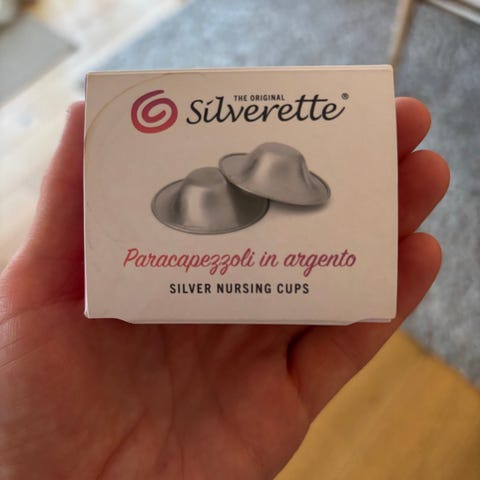 THE ORIGINAL
Silverette®
Paracapezzoli in argento
SILVER NURSING CUPS